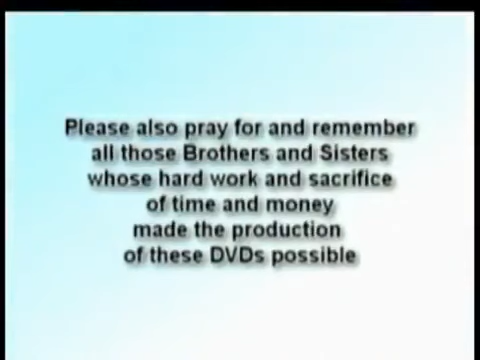 Please also pray for and remember
all those Brothers and Sisters
whose hard work and sacrifice
of time and money
made the production
of these DVDs possible